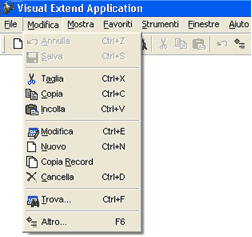 Visual Extend Application
File Modifica Mostra Favoriti Strumenti Finestre Aiuto
Annulla Ctrl+Z
Salva Ctrl+S
Taglia Ctrl+X
Copia Ctrl+C
Incolla Ctrl+V
Modifica Ctrl+E
Nuovo Ctrl+N
Copia Record
Cancella Ctrl+D
Trova... Ctrl+F
Altro... F6